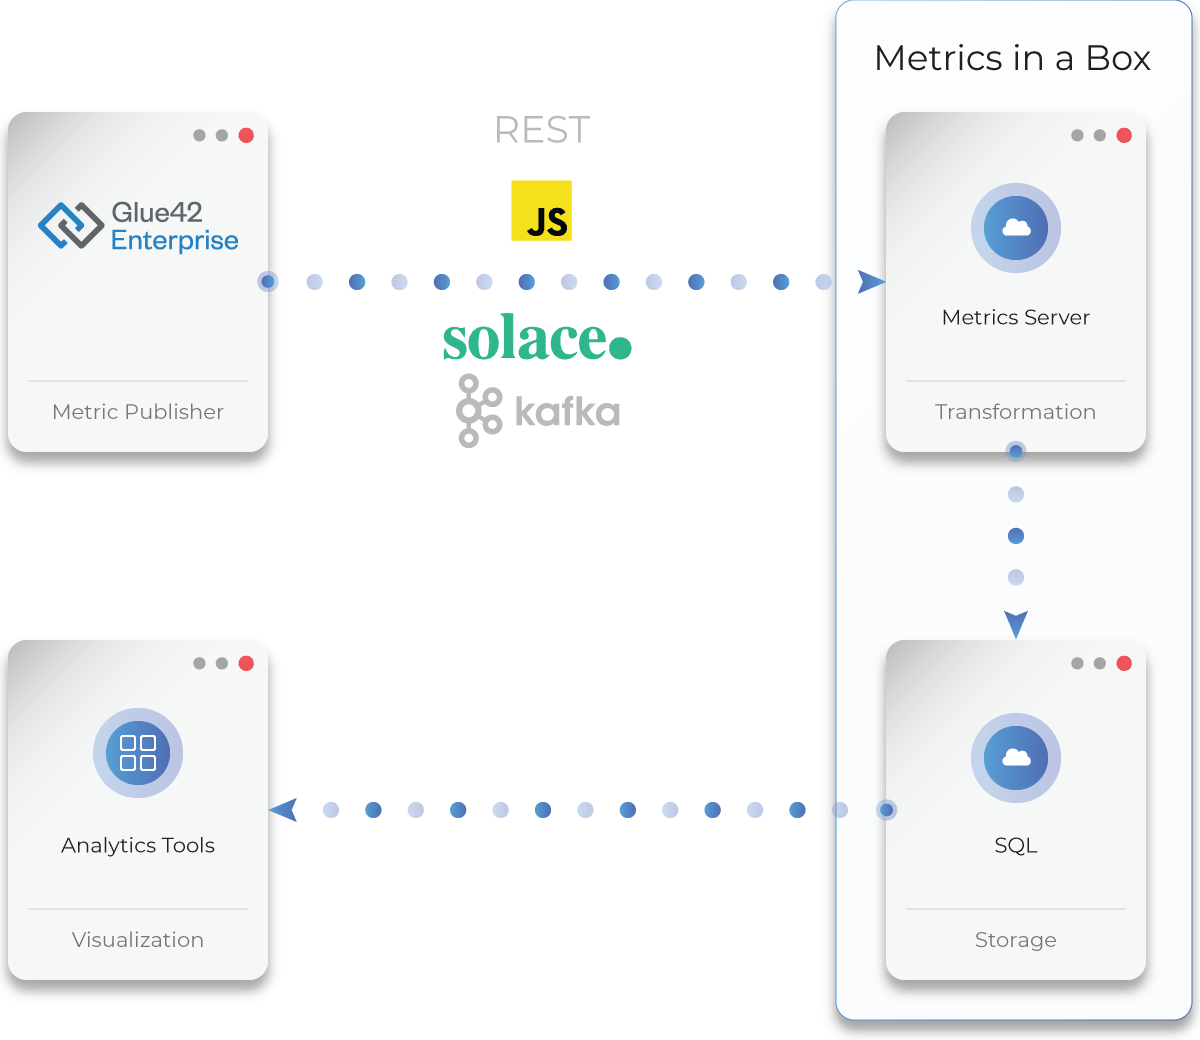 Metrics in a Box
Glue42
Enterprise
Metric Publisher
REST
JS
solace.
kafka
Metrics Server
Transformation
Analytics Tools
Visualization
SQL
Storage